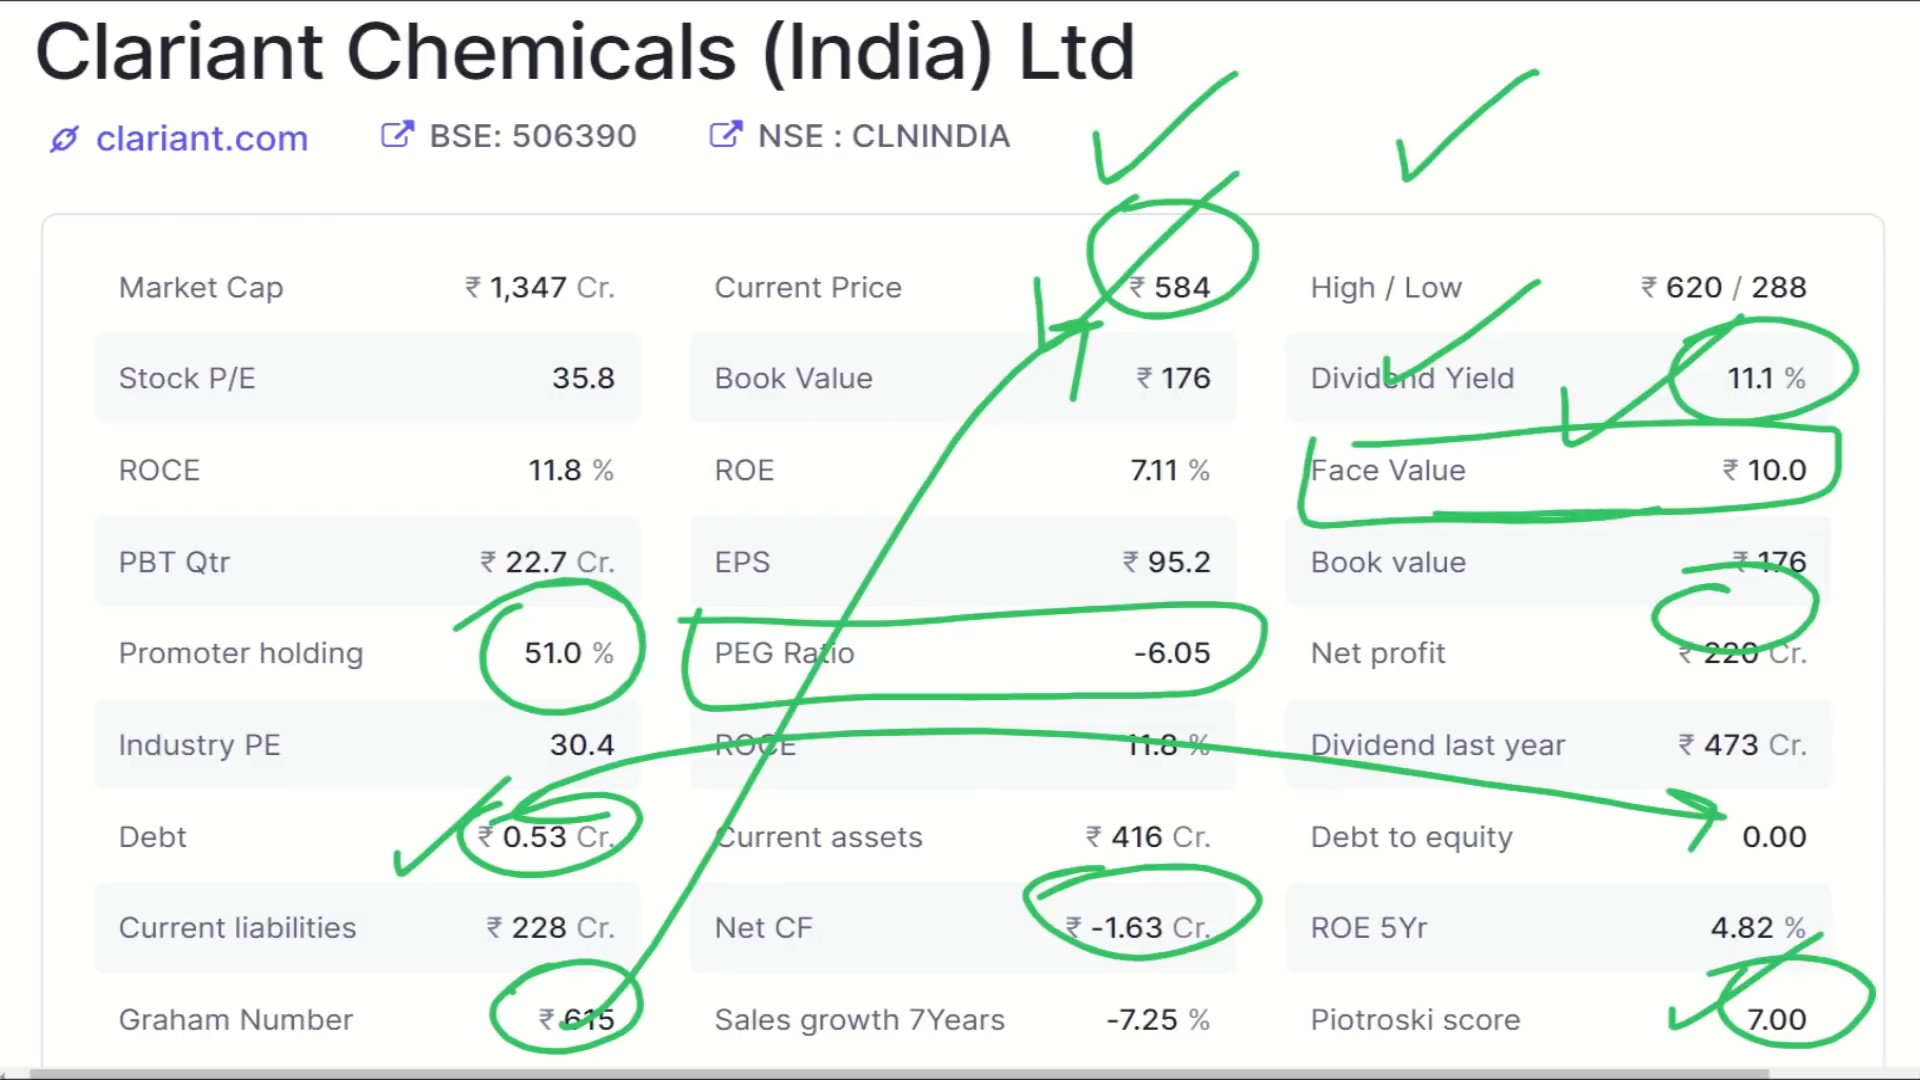 Clariant Chemicals (India) Ltd
clariant.com BSE: 506390 NSE : CLNINDIA
Market Cap ₹ 1,347 Cr. Current Price ₹ 584 High / Low ₹ 620 / 288
Stock P/E 35.8 Book Value ₹ 176 Dividend Yield 11.1 %
ROCE 11.8 % ROE 7.11 % Face Value ₹ 10.0
PBT Qtr ₹ 22.7 Cr. EPS ₹ 95.2 Book value ₹ 176
Promoter holding 51.0 % PEG Ratio -6.05 Net profit ₹ 220 Cr.
Industry PE 30.4 ROCE 11.8 % Dividend last year ₹ 473 Cr.
Debt ₹ 0.53 Cr. Current assets ₹ 416 Cr. Debt to equity 0.00
Current liabilities ₹ 228 Cr. Net CF ₹ -1.63 Cr. ROE 5Yr 4.82 %
Graham Number ₹ 615 Sales growth 7Years -7.25 % Piotroski score 7.00